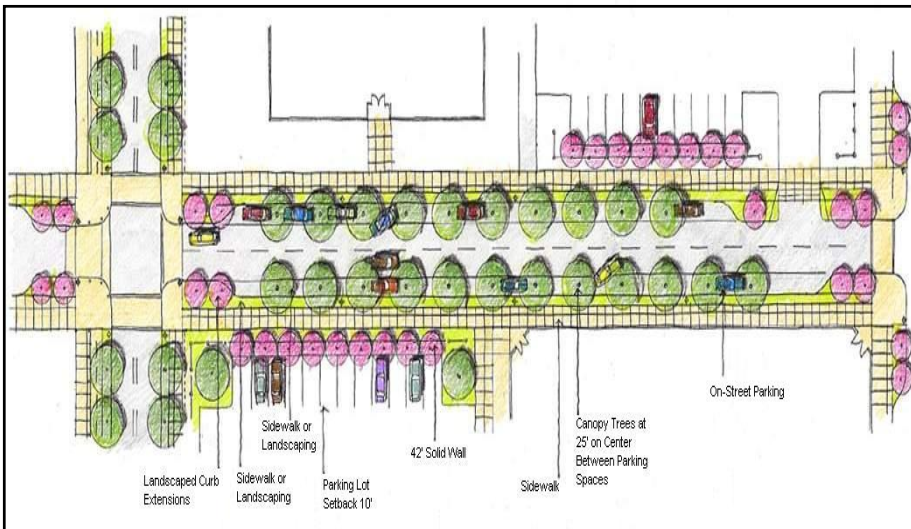 On-Street Parking
Canopy Trees at
25' on Center
Between Parking
Spaces
Sidewalk or
Landscaping
42' Solid Wall
Landscaped Curb
Extensions
Sidewalk or
Landscaping
Parking Lot
Setback 10'
Sidewalk